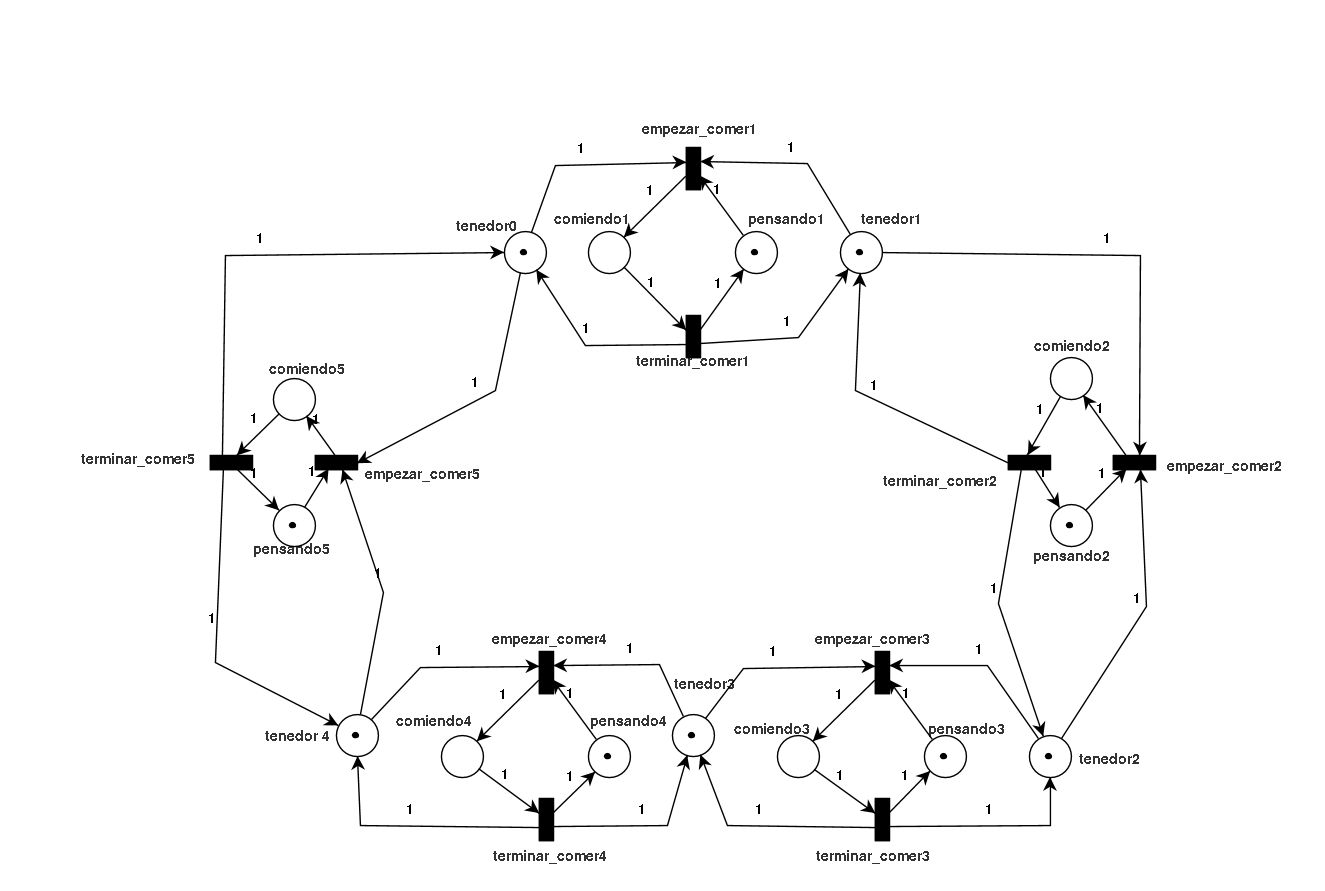 empezar_comer1
1
1
1
1
tenedor0
comiendo1
pensando1
tenedor1
1
1
1
1
1
1
terminar_comer1
comiendo2
comiendo5
1
1
1
1
1
1
terminar_comer5
empezar_comer5
1
1
empezar_comer2
terminar_comer2
1
1
pensando5
pensando2
1
1
1
1
empezar_comer4
empezar_comer3
1
1
1
1
tenedor3
1
1
1
1
comiendo4
pensando4
comiendo3
pensando3
tenedor 4
tenedor2
1
1
1
1
1
1
1
1
terminar_comer4
terminar_comer3